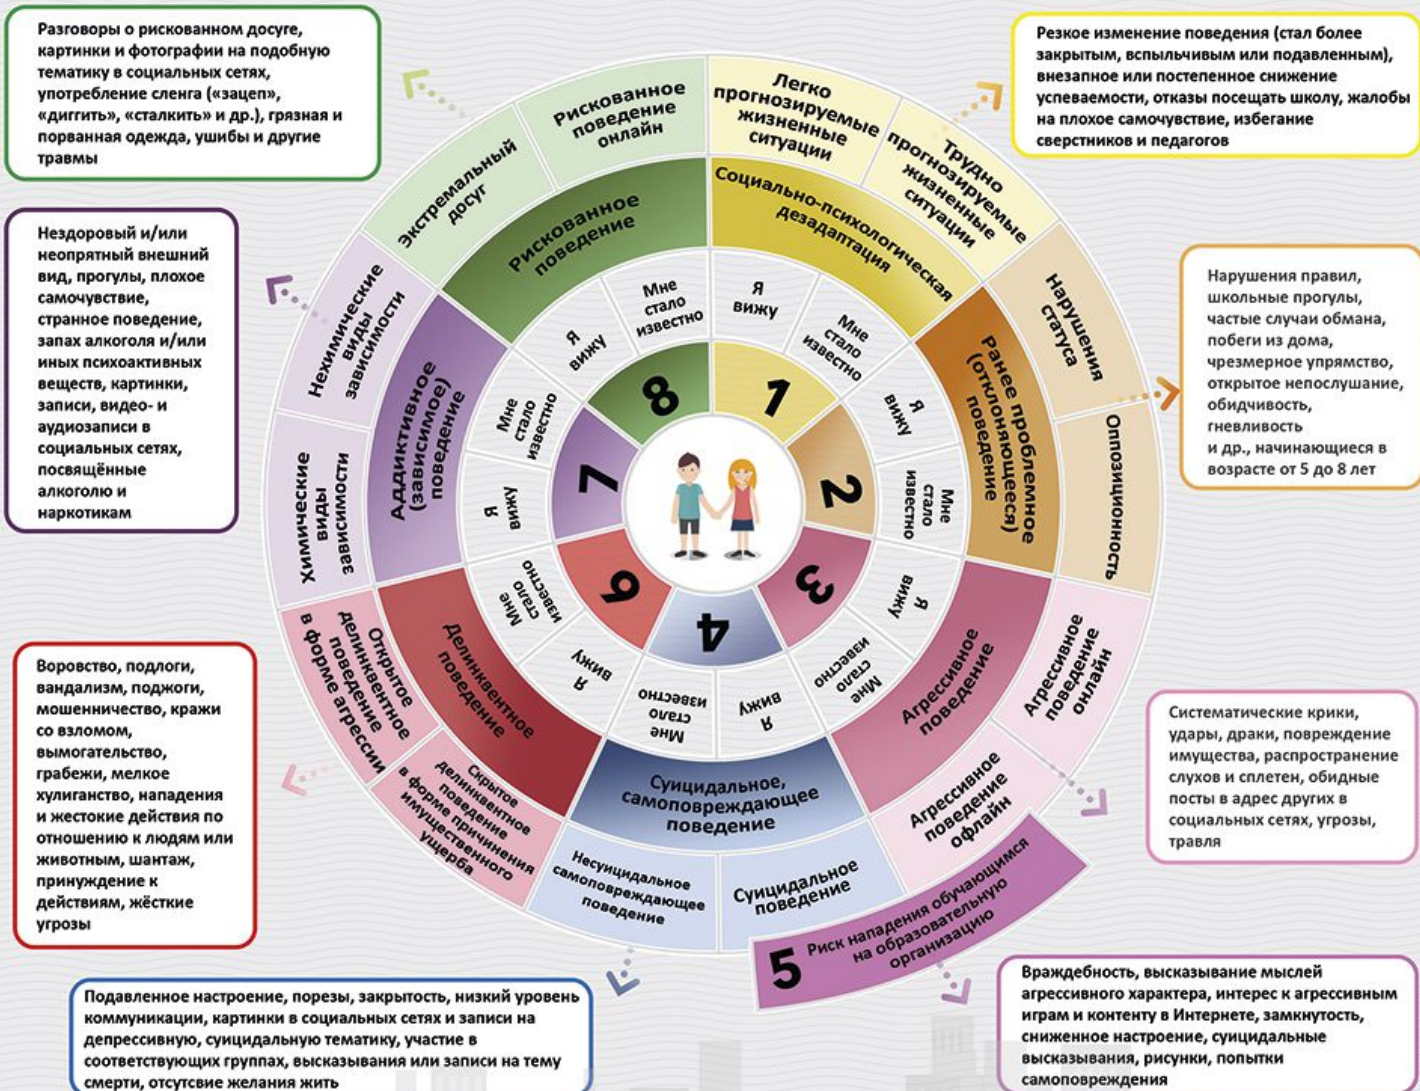 Разговоры о рискованном досуге,
картинки и фотографии на подобную
тематику в социальных сетях,
употребление сленга («зацеп»,
«диггить», «сталкить» и др.), грязная и
порванная одежда, ушибы и другие
травмы
Резкое изменение поведения (стал более
закрытым, вспыльчивым или подавленным),
внезапное или постепенное снижение
успеваемости, отказы посещать школу, жалобы
на плохое самочувствие, избегание
сверстников и педагогов
Нездоровый и/или
неопрятный внешний
вид, прогулы, плохое
самочувствие,
странное поведение,
запах алкоголя и/или
иных психоактивных
веществ, картинки,
записи, видео- и
аудиозаписи в
социальных сетях,
посвящённые
алкоголю и
наркотикам
Нарушения правил,
школьные прогулы,
частые случаи обмана,
побеги из дома,
чрезмерное упрямство,
открытое непослушание,
обидчивость,
гневливость
и др., начинающиеся в
возрасте от 5 до 8 лет
Легко
прогнозируемые
жизненные
ситуации
Трудно
прогнозируемые
жизненные
ситуации
Социально-психологическая
дезадаптация
Я
вижу
Мне
стало
известно
1
Нарушения
статуса
Оппозиционность
Ранее проблемное
(отклоняющееся)
поведение
Я
вижу
Мне
стало
известно
2
Агрессивное
поведение
онлайн
Агрессивное
поведение
офлайн
Агрессивное
поведение
Я
вижу
Мне
стало
известно
3
Суицидальное
поведение
Несуицидальное
самоповреждающее
поведение
Суицидальное,
самоповреждающее
поведение
Я
вижу
Мне
стало
известно
4
5
Риск нападения обучающимся
на образовательную
организацию
Скрытое
делинквентное
поведение
в форме причинения
имущественного
ущерба
Открытое
делинквентное
поведение
в форме агрессии
Делинквентное
поведение
Я
вижу
Мне
стало
известно
6
Химические
виды
зависимости
Нехимические
виды
зависимости
Аддиктивное
(зависимое)
поведение
Я
вижу
Мне
стало
известно
7
Экстремальный
досуг
Рискованное
поведение
онлайн
Рискованное
поведение
Я
вижу
Мне
стало
известно
8
Воровство, подлоги,
вандализм, поджоги,
мошенничество, кражи
со взломом,
вымогательство,
грабежи, мелкое
хулиганство, нападения
и жестокие действия по
отношению к людям или
животным, шантаж,
принуждение к
действиям, жёсткие
угрозы
Систематические крики,
удары, драки, повреждение
имущества, распространение
слухов и сплетен, обидные
посты в адрес других в
социальных сетях, угрозы,
травля
Подавленное настроение, порезы, закрытость, низкий уровень
коммуникации, картинки в социальных сетях и записи на
депрессивную, суицидальную тематику, участие в
соответствующих группах, высказывания или записи на тему
смерти, отсутсвие желания жить
Враждебность, высказывание мыслей
агрессивного характера, интерес к агрессивным
играм и контенту в Интернете, замкнутость,
сниженное настроение, суицидальные
высказывания, рисунки, попытки
самоповреждения